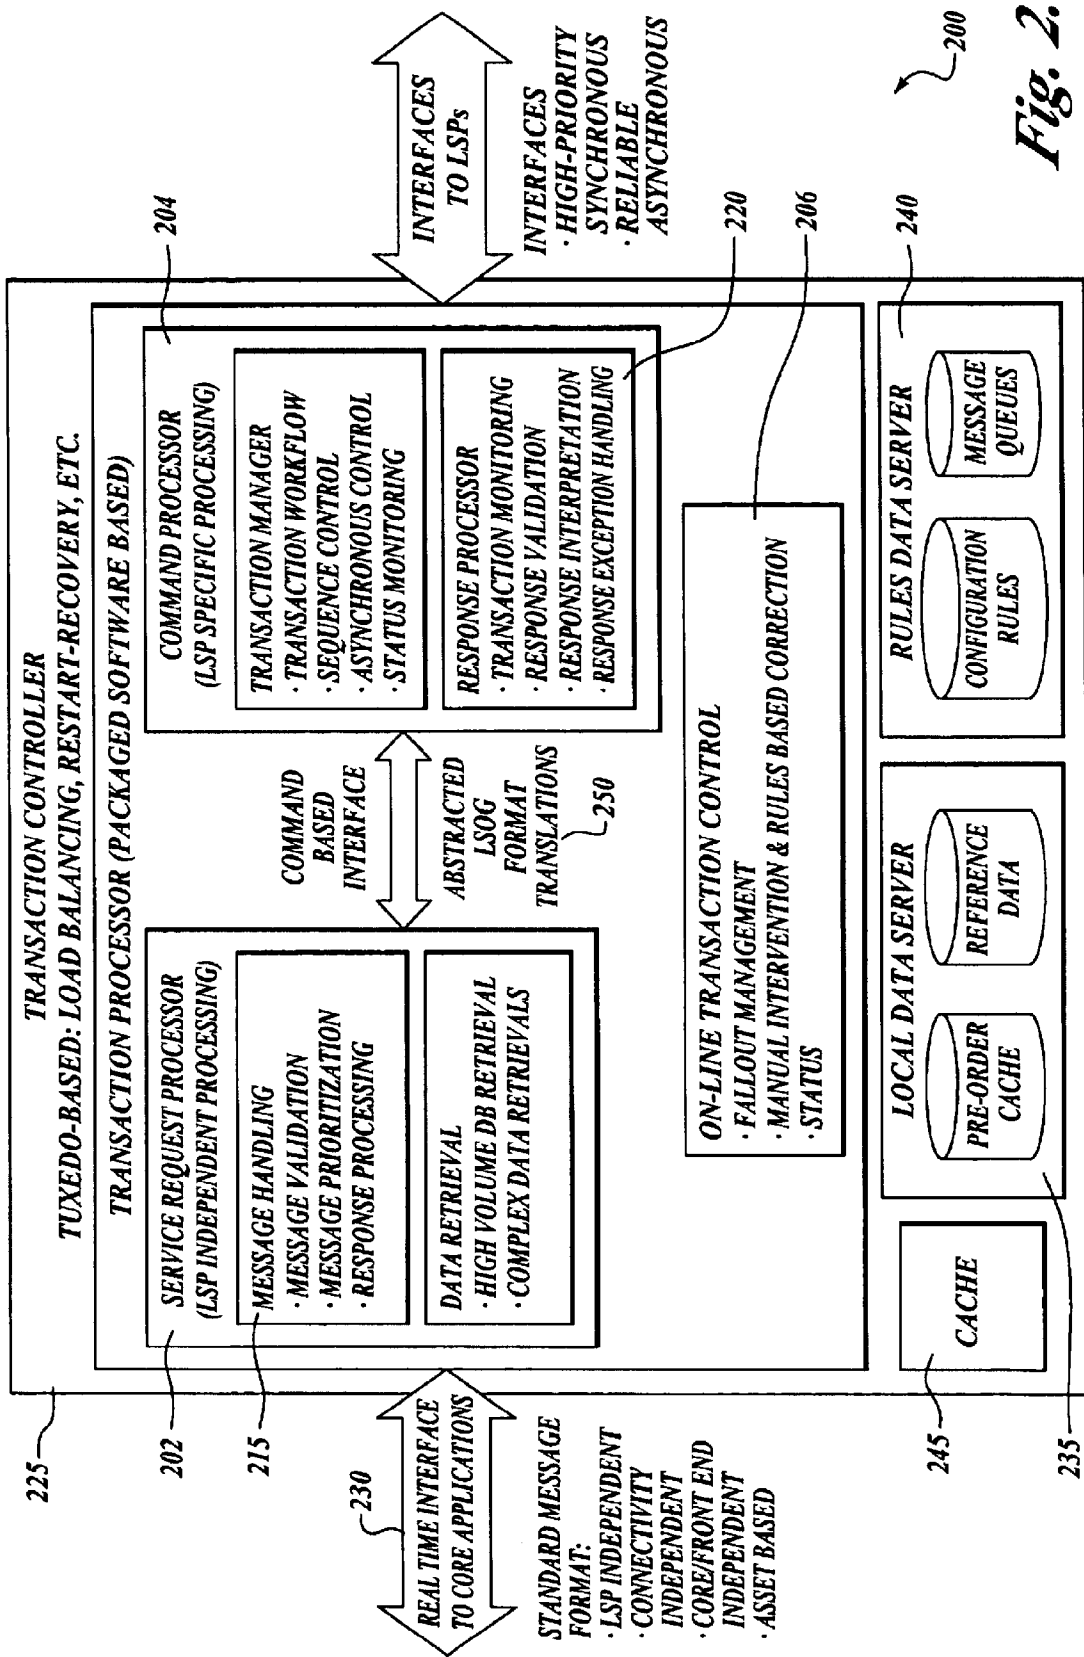 TRANSACTION CONTROLLER
TUXEDO-BASED: LOAD BALANCING, RESTART-RECOVERY, ETC.
TRANSACTION PROCESSOR (PACKAGED SOFTWARE BASED)
225
202
SERVICE REQUEST PROCESSOR
(LSP INDEPENDENT PROCESSING)
215
MESSAGE HANDLING
· MESSAGE VALIDATION
· MESSAGE PRIORITIZATION
· RESPONSE PROCESSING
DATA RETRIEVAL
· HIGH VOLUME DB RETRIEVAL
· COMPLEX DATA RETRIEVALS
COMMAND
BASED
INTERFACE
ABSTRACTED
LSOG
FORMAT
TRANSLATIONS
250
204
COMMAND PROCESSOR
(LSP SPECIFIC PROCESSING)
TRANSACTION MANAGER
· TRANSACTION WORKFLOW
· SEQUENCE CONTROL
· ASYNCHRONOUS CONTROL
· STATUS MONITORING
RESPONSE PROCESSOR
· TRANSACTION MONITORING
· RESPONSE VALIDATION
· RESPONSE INTERPRETATION
· RESPONSE EXCEPTION HANDLING
220
230
REAL TIME INTERFACE
TO CORE APPLICATIONS
STANDARD MESSAGE
FORMAT:
· LSP INDEPENDENT
· CONNECTIVITY
INDEPENDENT
· CORE/FRONT END
INDEPENDENT
· ASSET BASED
INTERFACES
TO LSPs
INTERFACES
· HIGH-PRIORITY
SYNCHRONOUS
· RELIABLE
ASYNCHRONOUS
ON-LINE TRANSACTION CONTROL
· FALLOUT MANAGEMENT
· MANUAL INTERVENTION & RULES BASED CORRECTION
· STATUS
206
245
CACHE
LOCAL DATA SERVER
PRE-ORDER
CACHE
REFERENCE
DATA
235
RULES DATA SERVER
CONFIGURATION
RULES
MESSAGE
QUEUES
240
200
Fig. 2.